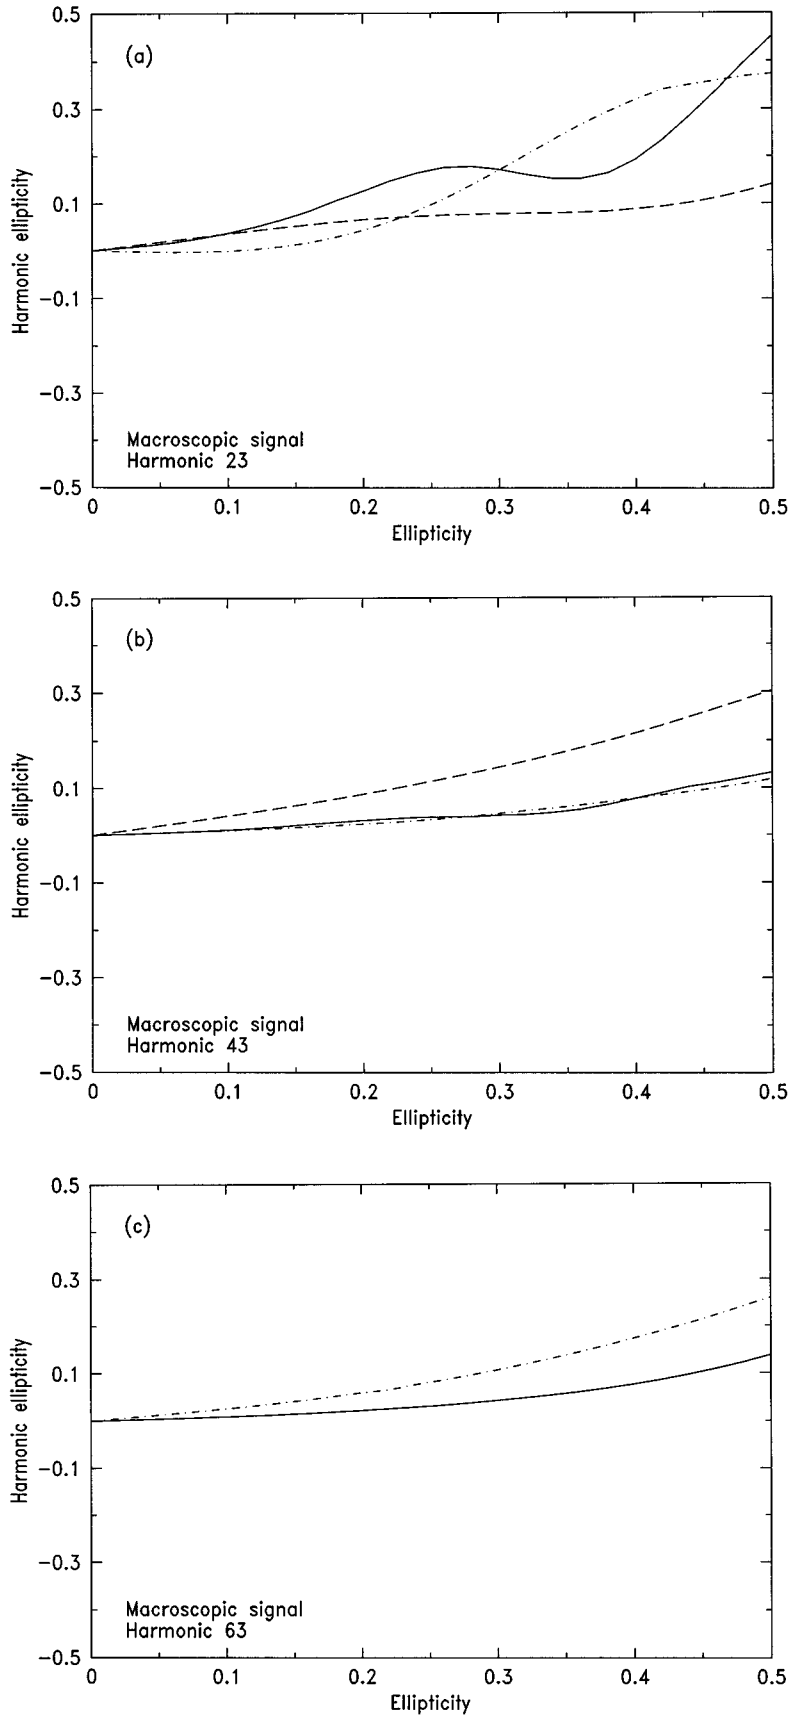 0.5
(a)
0.3
0.1
−0.1
−0.3
−0.5
Harmonic ellipticity
Macroscopic signal
Harmonic 23
0 0.1 0.2 0.3 0.4 0.5
Ellipticity
0.5
(b)
0.3
0.1
−0.1
−0.3
−0.5
Harmonic ellipticity
Macroscopic signal
Harmonic 43
0 0.1 0.2 0.3 0.4 0.5
Ellipticity
0.5
(c)
0.3
0.1
−0.1
−0.3
−0.5
Harmonic ellipticity
Macroscopic signal
Harmonic 63
0 0.1 0.2 0.3 0.4 0.5
Ellipticity